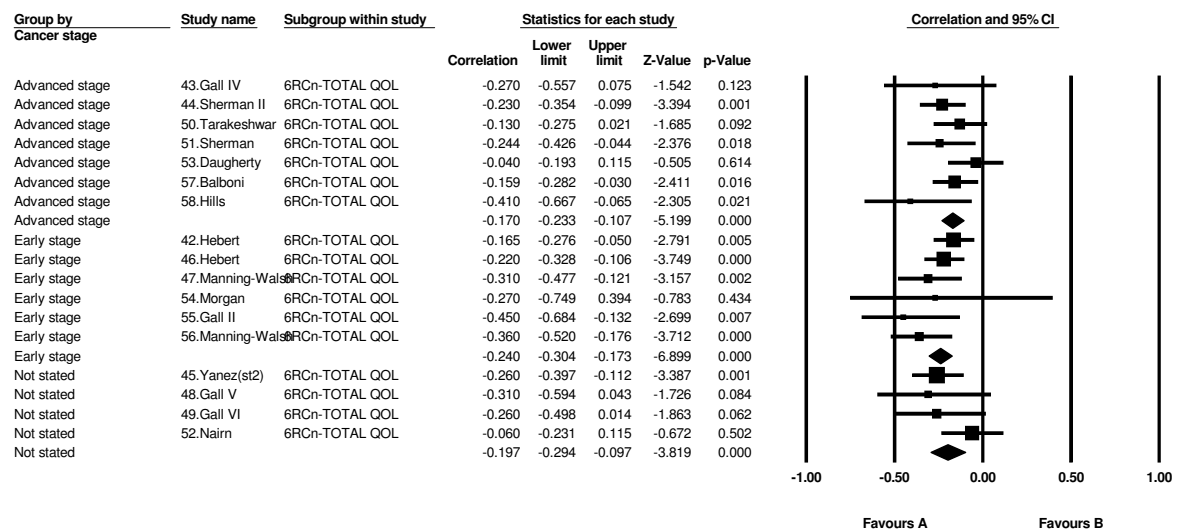 Group by Study name Subgroup within study Statistics for each study Correlation and 95% CI
Cancer stage
Lower Upper
Correlation limit limit Z-Value p-Value
Advanced stage 43.Gall IV 6RCn-TOTAL QOL -0.270 -0.557 0.075 -1.542 0.123
Advanced stage 44.Sherman II 6RCn-TOTAL QOL -0.230 -0.354 -0.099 -3.394 0.001
Advanced stage 50.Tarakeshwar 6RCn-TOTAL QOL -0.130 -0.275 0.021 -1.685 0.092
Advanced stage 51.Sherman 6RCn-TOTAL QOL -0.244 -0.426 -0.044 -2.376 0.018
Advanced stage 53.Daugherty 6RCn-TOTAL QOL -0.040 -0.193 0.115 -0.505 0.614
Advanced stage 57.Balboni 6RCn-TOTAL QOL -0.159 -0.282 -0.030 -2.411 0.016
Advanced stage 58.Hills 6RCn-TOTAL QOL -0.410 -0.667 -0.065 -2.305 0.021
Advanced stage -0.170 -0.233 -0.107 -5.199 0.000
Early stage 42.Hebert 6RCn-TOTAL QOL -0.165 -0.276 -0.050 -2.791 0.005
Early stage 46.Hebert 6RCn-TOTAL QOL -0.220 -0.328 -0.106 -3.749 0.000
Early stage 47.Manning-Walsh 6RCn-TOTAL QOL -0.310 -0.477 -0.121 -3.157 0.002
Early stage 54.Morgan 6RCn-TOTAL QOL -0.270 -0.749 0.394 -0.783 0.434
Early stage 55.Gall II 6RCn-TOTAL QOL -0.450 -0.684 -0.132 -2.699 0.007
Early stage 56.Manning-Walsh 6RCn-TOTAL QOL -0.360 -0.520 -0.176 -3.712 0.000
Early stage -0.240 -0.304 -0.173 -6.899 0.000
Not stated 45.Yanez(st2) 6RCn-TOTAL QOL -0.260 -0.397 -0.112 -3.387 0.001
Not stated 48.Gall V 6RCn-TOTAL QOL -0.310 -0.594 0.043 -1.726 0.084
Not stated 49.Gall VI 6RCn-TOTAL QOL -0.260 -0.498 0.014 -1.863 0.062
Not stated 52.Nairn 6RCn-TOTAL QOL -0.060 -0.231 0.115 -0.672 0.502
Not stated -0.197 -0.294 -0.097 -3.819 0.000
-1.00 -0.50 0.00 0.50 1.00
Favours A Favours B